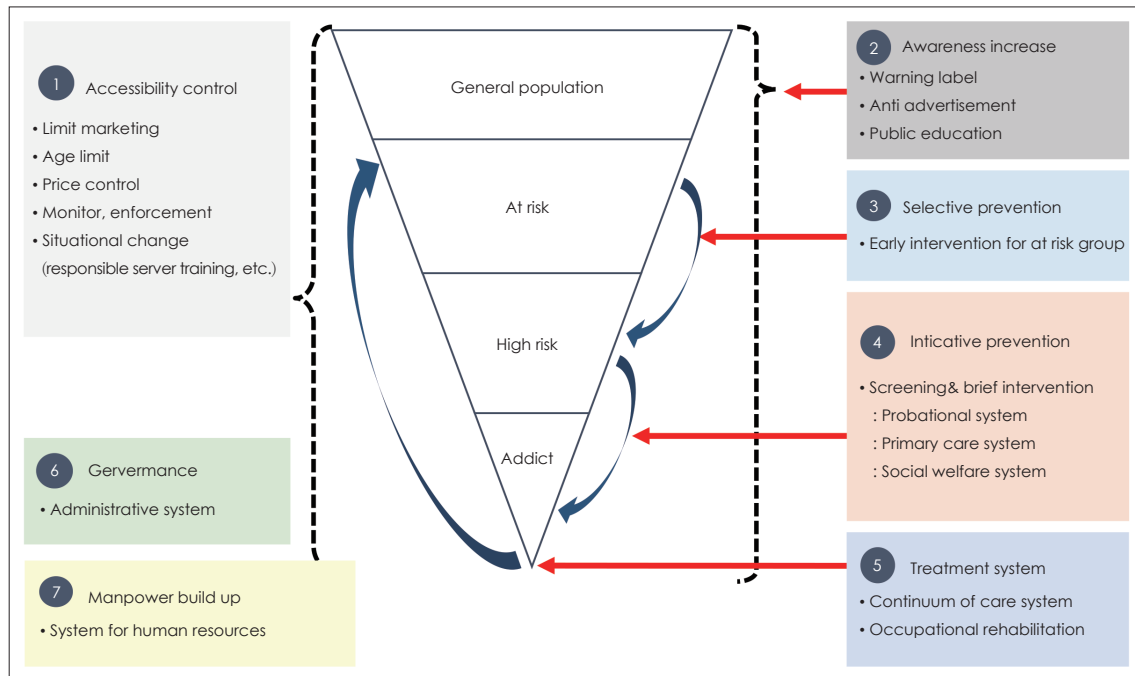 1 Accessibility control
• Limit marketing
• Age limit
• Price control
• Monitor, enforcement
• Situational change
(responsible server training, etc.)
General population
At risk
High risk
Addict
2 Awareness increase
• Warning label
• Anti advertisement
• Public education
3 Selective prevention
• Early intervention for at risk group
4 Inticative prevention
• Screening& brief intervention
: Probational system
: Primary care system
: Social welfare system
5 Treatment system
• Continuum of care system
• Occupational rehabilitation
6 Gervermance
• Administrative system
7 Manpower build up
• System for human resources